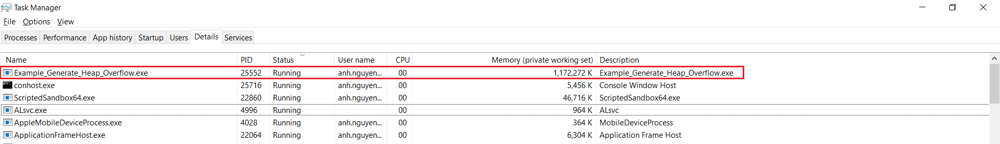 Task Manager
File Options View
Processes Performance App history Startup Users Details Services
Name PID Status User name CPU Memory (private working set) Description
Example_Generate_Heap_Overflow.exe 25552 Running anh.nguyen... 00 1,172,272 K Example_Generate_Heap_Overflow.exe
conhost.exe 25716 Running anh.nguyen... 00 5,456 K Console Window Host
ScriptedSandbox64.exe 22860 Running anh.nguyen... 00 46,716 K ScriptedSandbox64.exe
ALsvc.exe 4996 Running anh.nguyen... 00 964 K ALsvc
AppleMobileDeviceProcess.exe 4028 Running anh.nguyen... 00 364 K MobileDeviceProcess
ApplicationFrameHost.exe 22064 Running anh.nguyen... 00 6,304 K Application Frame Host